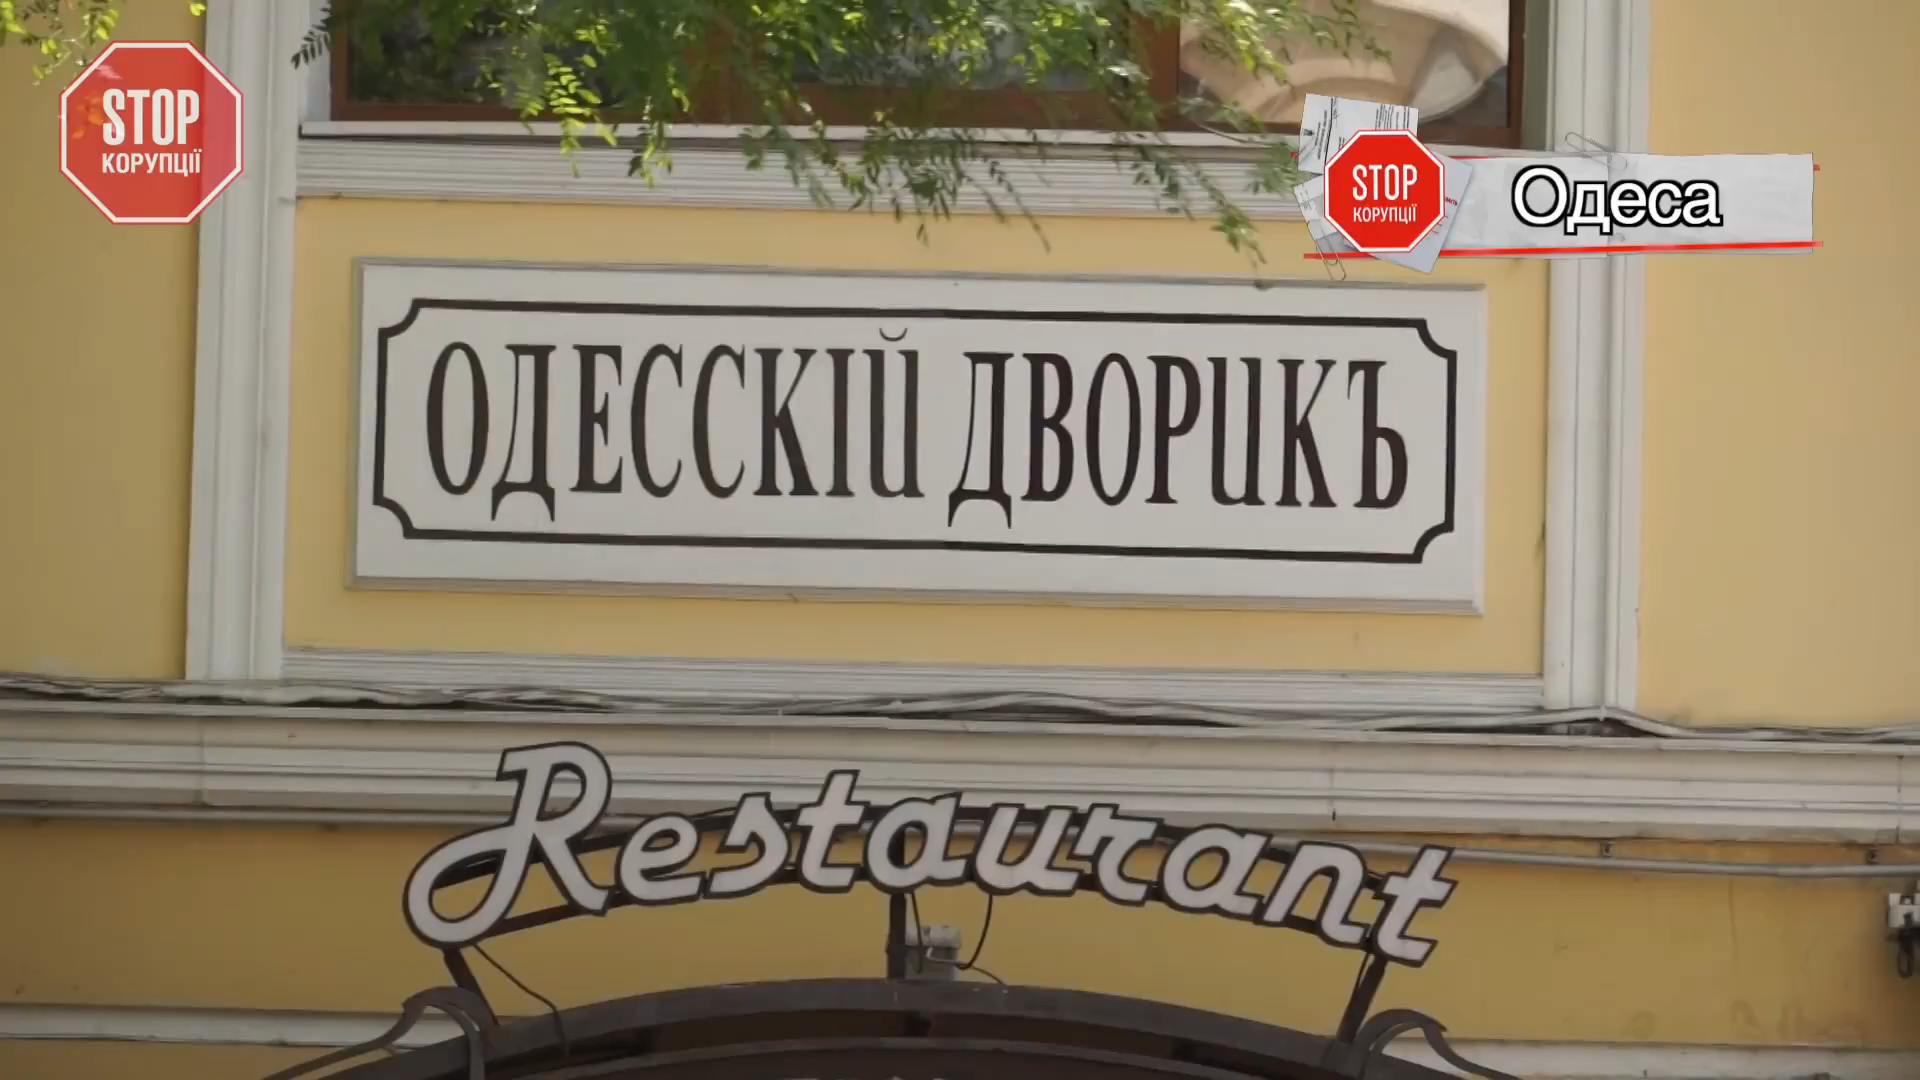 STOP
КОРУПЦІЇ
STOP
КОРУПЦІЇ
Одеса
ОДЕССКІЙ ДВОРИКЪ
Restaurant